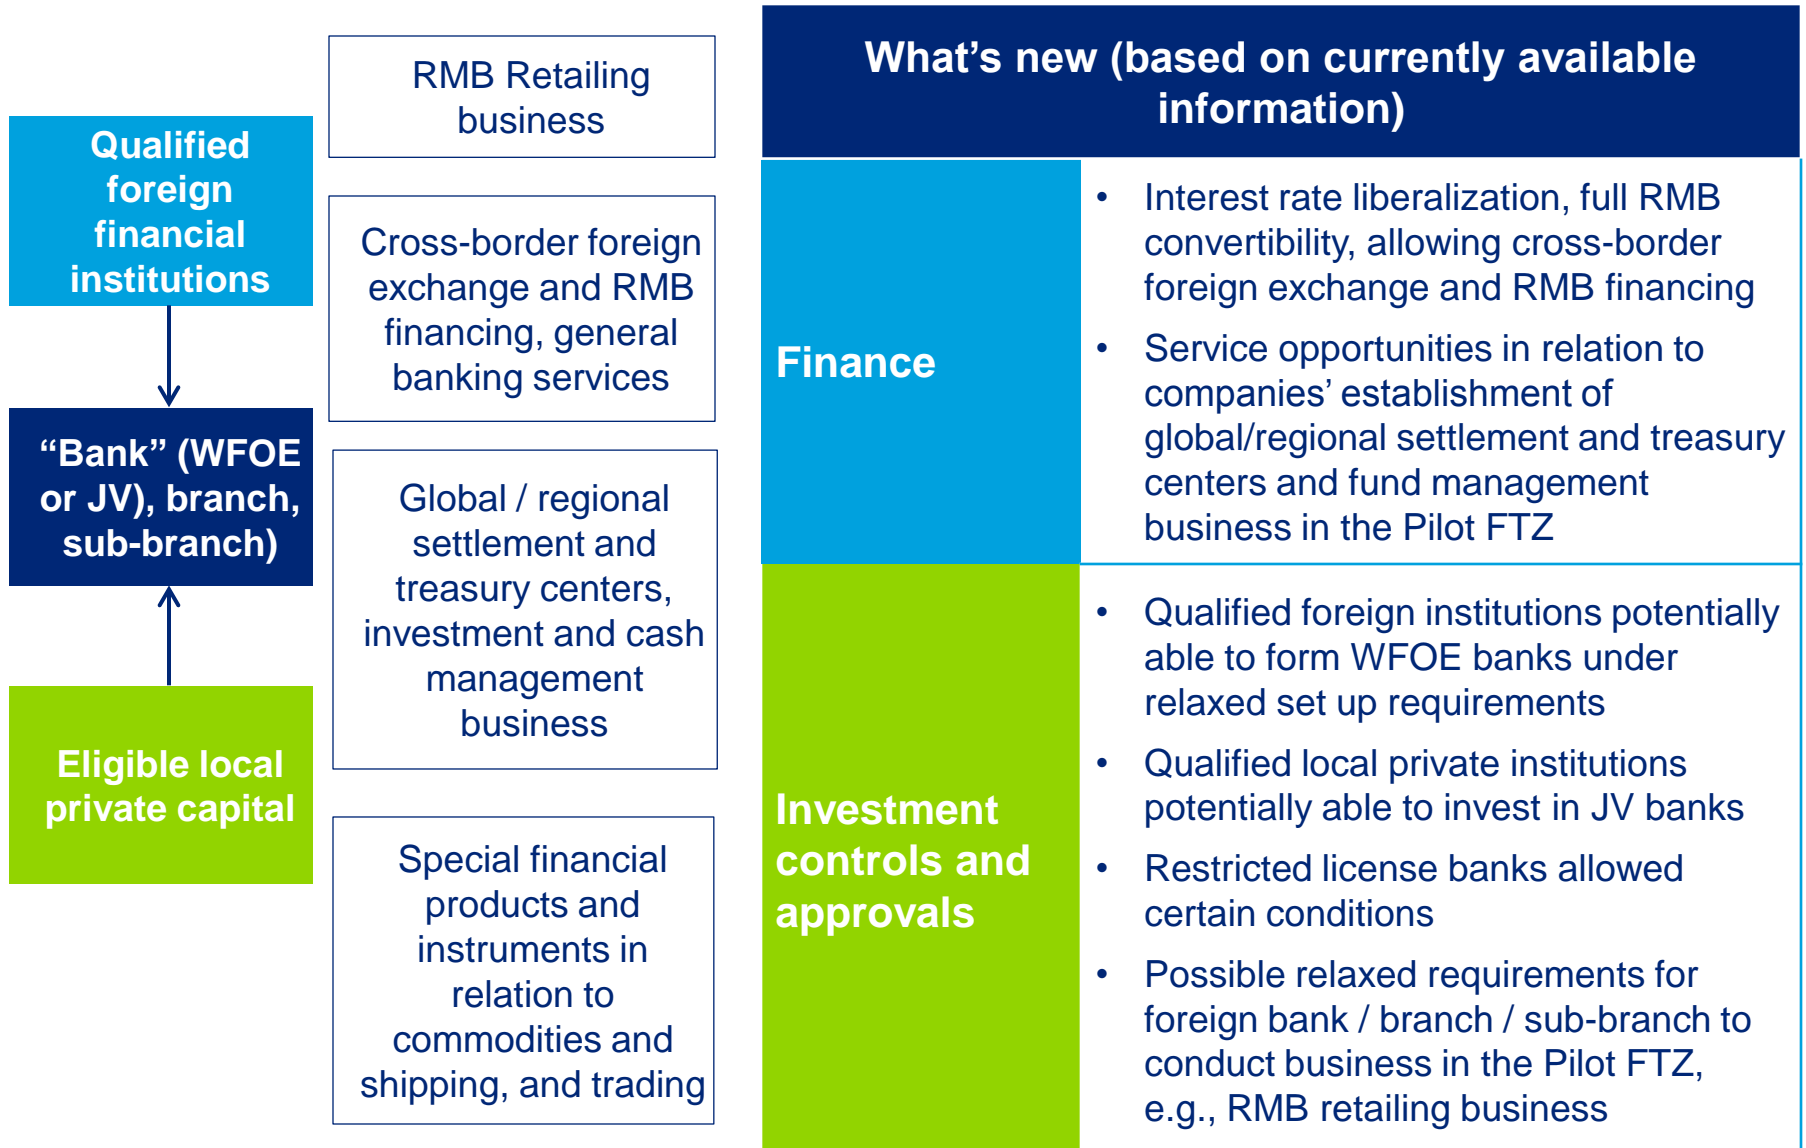 Qualified
foreign
financial
institutions
“Bank” (WFOE
or JV), branch,
sub-branch)
Eligible local
private capital
RMB Retailing
business
Cross-border foreign
exchange and RMB
financing, general
banking services
Global / regional
settlement and
treasury centers,
investment and cash
management
business
Special financial
products and
instruments in
relation to
commodities and
shipping, and trading
What’s new (based on currently available
information)
Finance
• Interest rate liberalization, full RMB
convertibility, allowing cross-border
foreign exchange and RMB financing
• Service opportunities in relation to
companies’ establishment of
global/regional settlement and treasury
centers and fund management
business in the Pilot FTZ
Investment
controls and
approvals
• Qualified foreign institutions potentially
able to form WFOE banks under
relaxed set up requirements
• Qualified local private institutions
potentially able to invest in JV banks
• Restricted license banks allowed
certain conditions
• Possible relaxed requirements for
foreign bank / branch / sub-branch to
conduct business in the Pilot FTZ,
e.g., RMB retailing business